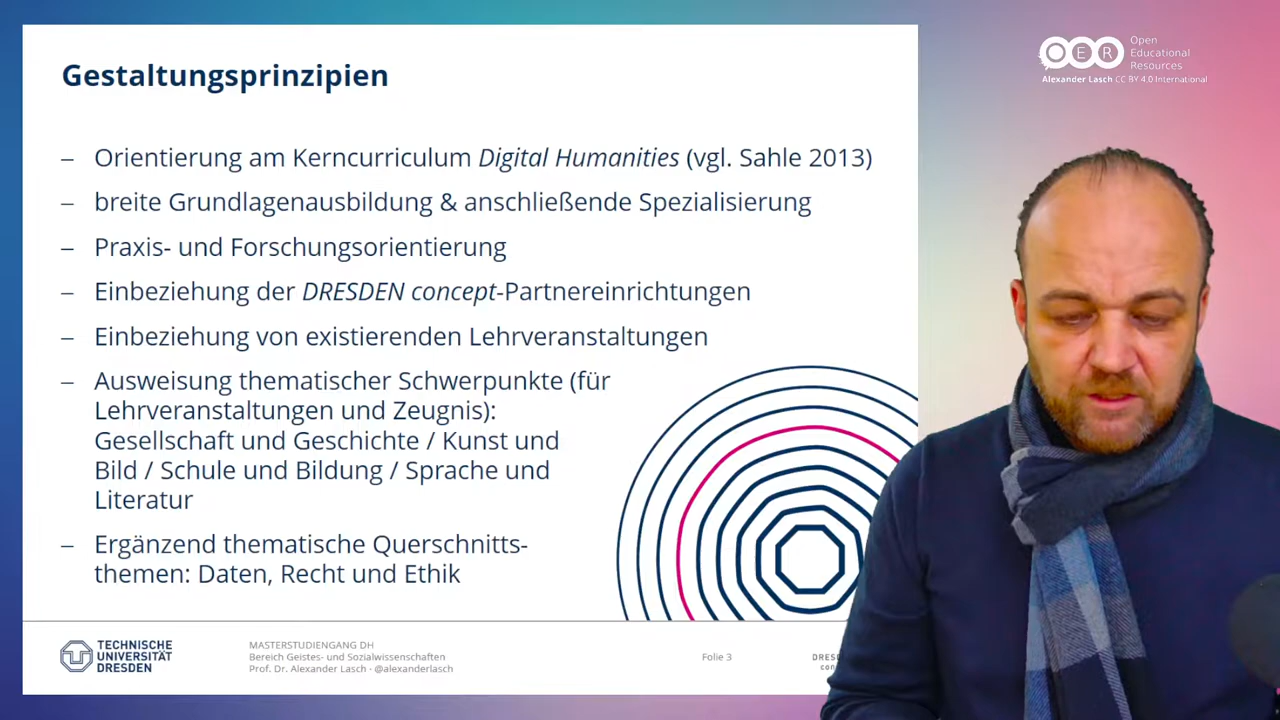 Gestaltungsprinzipien
– Orientierung am Kerncurriculum Digital Humanities (vgl. Sahle 2013)
– breite Grundlagenausbildung & anschließende Spezialisierung
– Praxis- und Forschungsorientierung
– Einbeziehung der DRESDEN concept-Partnereinrichtungen
– Einbeziehung von existierenden Lehrveranstaltungen
– Ausweisung thematischer Schwerpunkte (für
Lehrveranstaltungen und Zeugnis):
Gesellschaft und Geschichte / Kunst und
Bild / Schule und Bildung / Sprache und
Literatur
– Ergänzend thematische Querschnitts-
themen: Daten, Recht und Ethik
TECHNISCHE
UNIVERSITÄT
DRESDEN
MASTERSTUDIENGANG DH
Bereich Geistes- und Sozialwissenschaften
Prof. Dr. Alexander Lasch · @alexanderlasch
Folie 3
OER
Open
Educational
Resources
Alexander Lasch CC BY 4.0 International